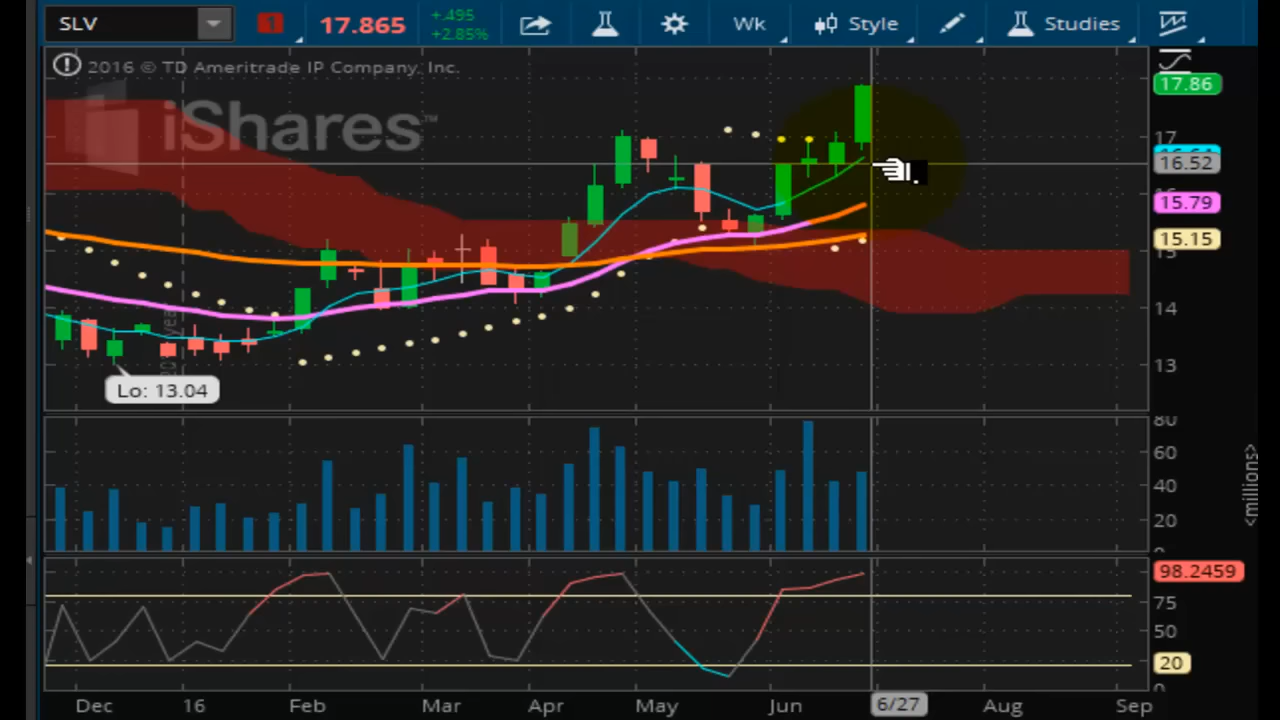 SLV
1
17.865
+.495
+2.85%
Wk
Style
Studies
2016 © TD Ameritrade IP Company, Inc.
iShares™
17.86
17
16.52
15.79
15.15
15
14
13
Lo: 13.04
80
60
40
20
<millions>
98.2459
75
50
20
0
Dec
16
Feb
Mar
Apr
May
Jun
6/27
Aug
Sep